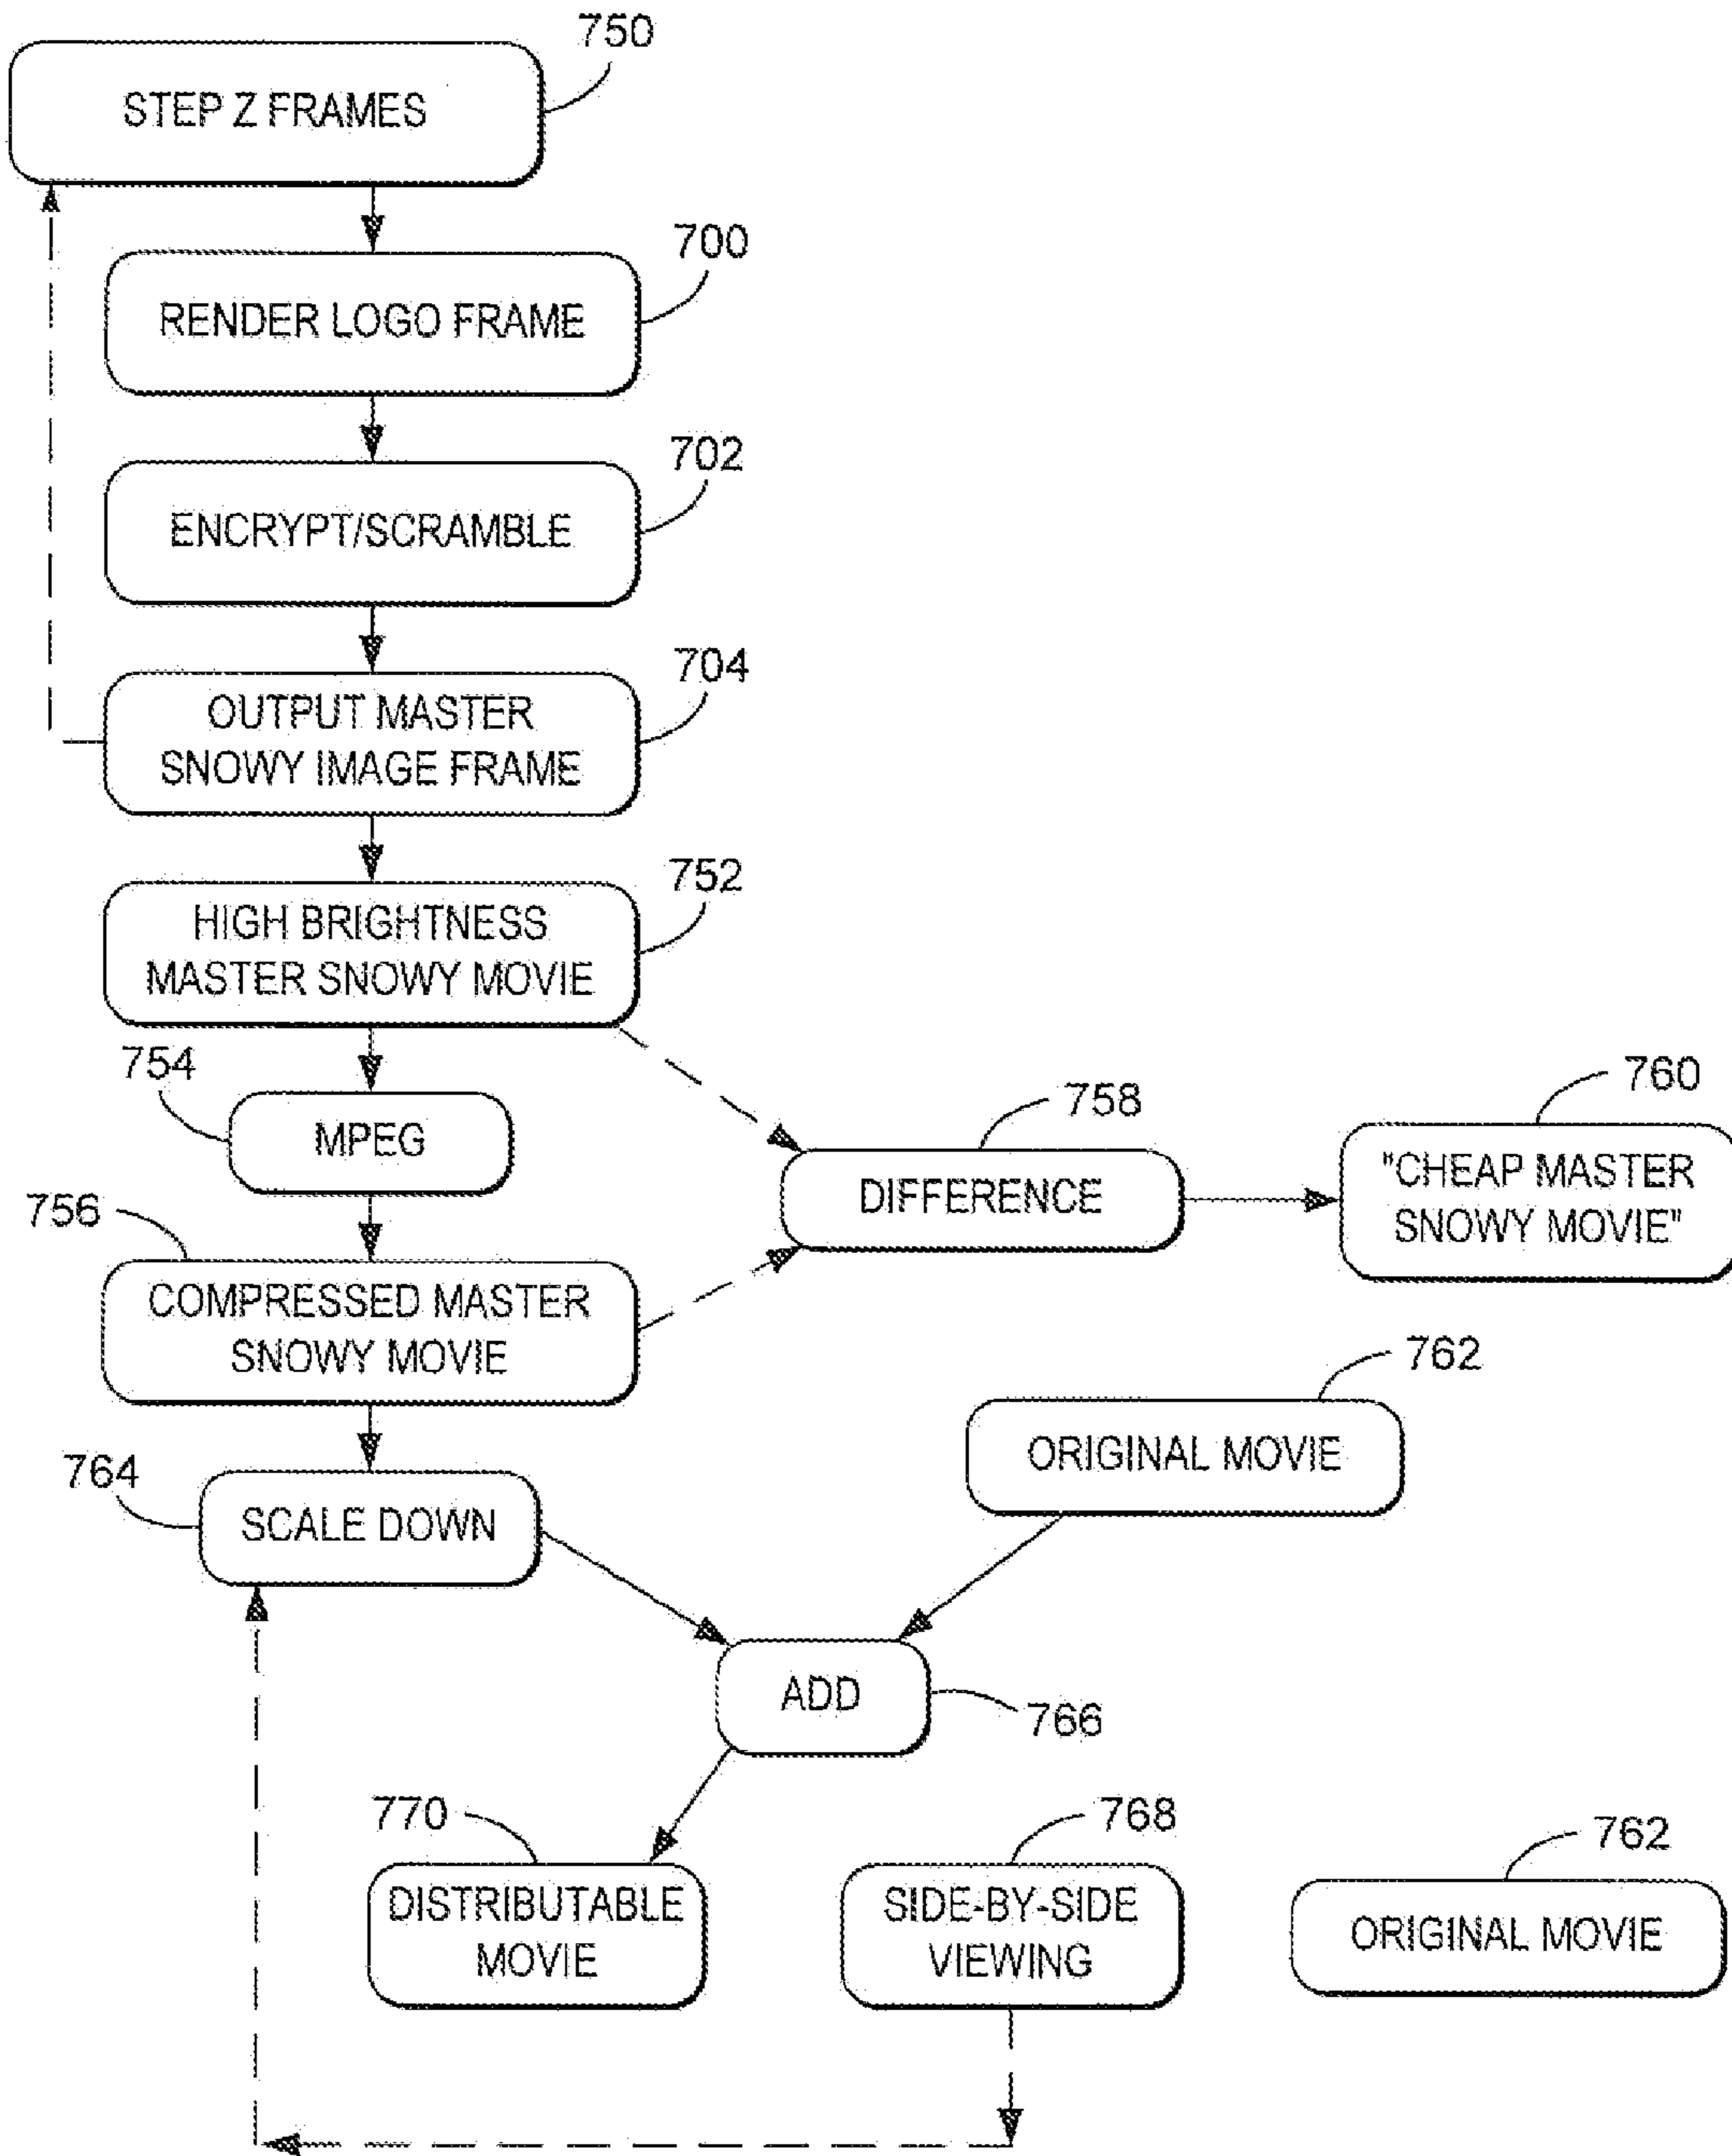 750
STEP Z FRAMES
700
RENDER LOGO FRAME
702
ENCRYPT/SCRAMBLE
704
OUTPUT MASTER
SNOWY IMAGE FRAME
752
HIGH BRIGHTNESS
MASTER SNOWY MOVIE
754
MPEG
758
DIFFERENCE
760
"CHEAP MASTER
SNOWY MOVIE"
756
COMPRESSED MASTER
SNOWY MOVIE
762
ORIGINAL MOVIE
764
SCALE DOWN
ADD
766
770
DISTRIBUTABLE
MOVIE
768
SIDE-BY-SIDE
VIEWING
762
ORIGINAL MOVIE